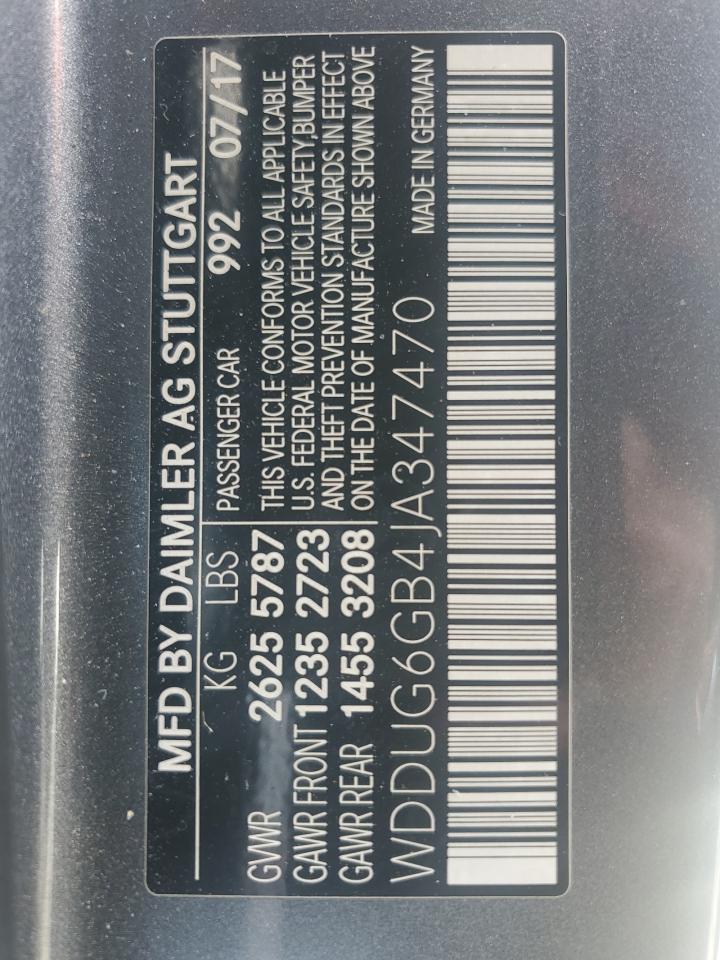 MFD BY DAIMLER AG STUTTGART
KG LBS PASSENGER CAR 992 07/17
GVWR 2625 5787 THIS VEHICLE CONFORMS TO ALL APPLICABLE
U.S. FEDERAL MOTOR VEHICLE SAFETY,BUMPER
GAWR FRONT 1235 2723 AND THEFT PREVENTION STANDARDS IN EFFECT
GAWR REAR 1455 3208 ON THE DATE OF MANUFACTURE SHOWN ABOVE
WDDUG6GB4JA347470 MADE IN GERMANY